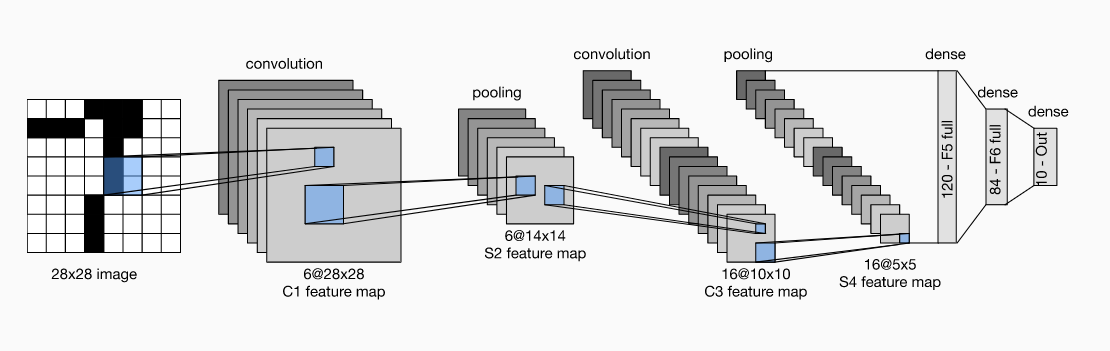 convolution
pooling
convolution
pooling
dense
dense
dense
120 - F5 full
84 - F6 full
10 - Out
28x28 image
6@28x28
C1 feature map
6@14x14
S2 feature map
16@10x10
C3 feature map
16@5x5
S4 feature map